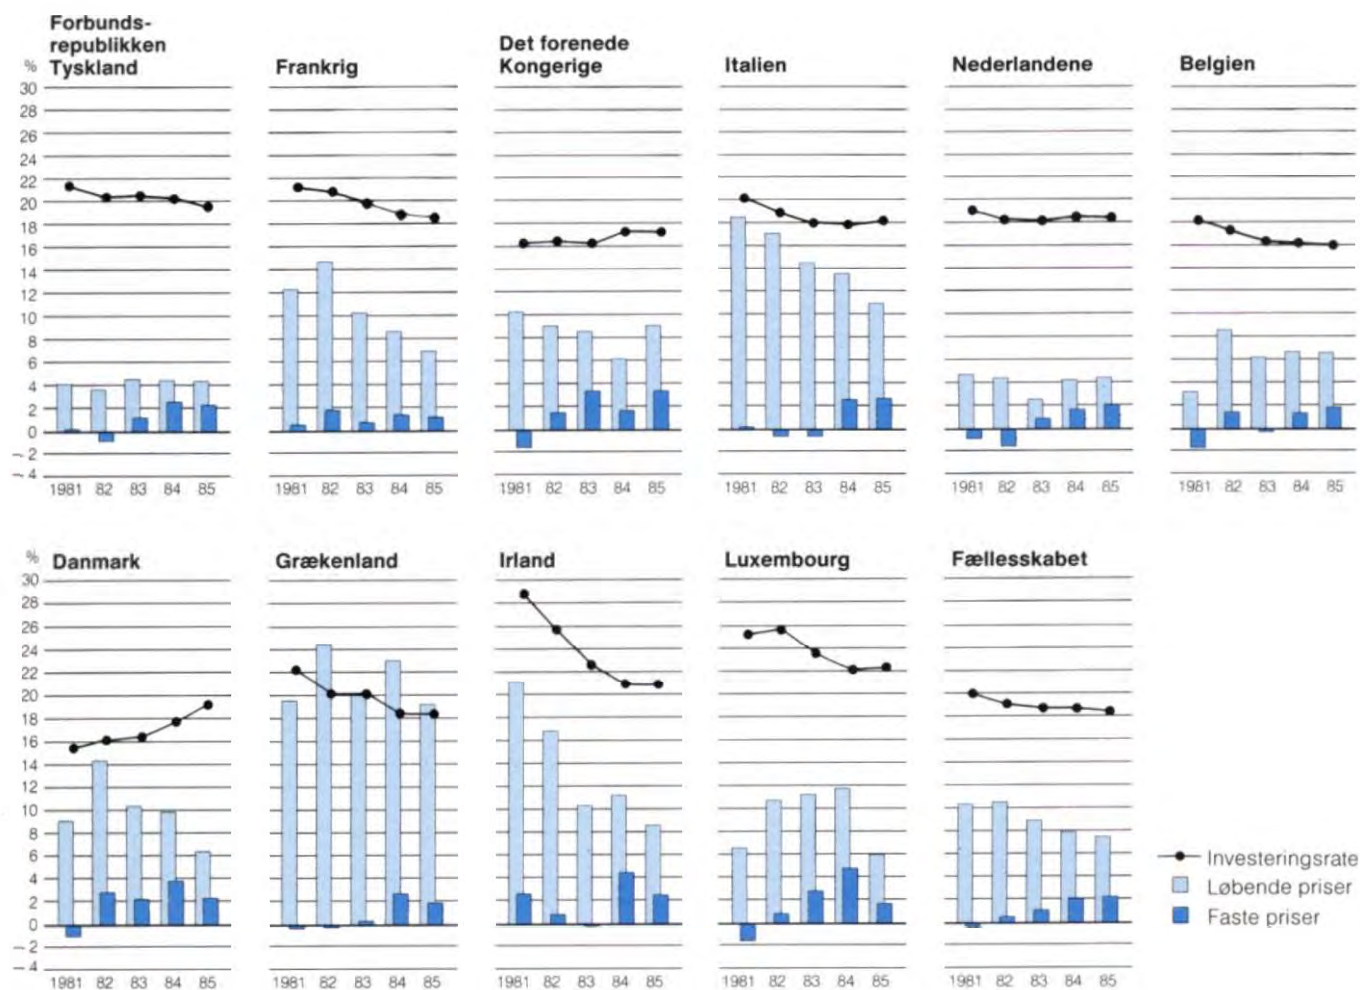 Forbunds-
republikken
Tyskland
Frankrig
Det forenede
Kongerige
Italien
Nederlandene
Belgien
%
30
28
26
24
22
20
18
16
14
12
10
8
6
4
2
0
– 2
– 4
1981 82 83 84 85
1981 82 83 84 85
1981 82 83 84 85
1981 82 83 84 85
1981 82 83 84 85
1981 82 83 84 85
% Danmark
Grækenland
Irland
Luxembourg
Fællesskabet
30
28
26
24
22
20
18
16
14
12
10
8
6
4
2
0
– 2
– 4
1981 82 83 84 85
1981 82 83 84 85
1981 82 83 84 85
1981 82 83 84 85
1981 82 83 84 85
Investeringsrate
Løbende priser
Faste priser